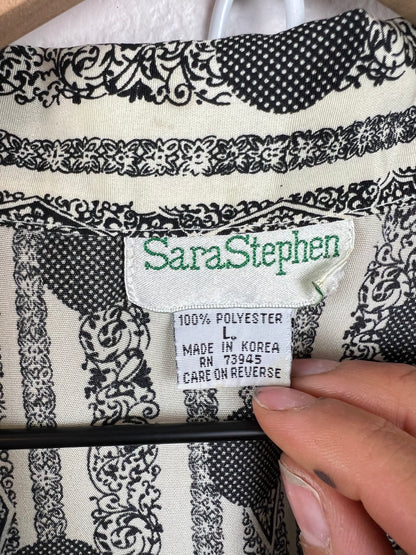 SaraStephen
100% POLYESTER
L.
MADE IN KOREA
RN 73945
CARE ON REVERSE